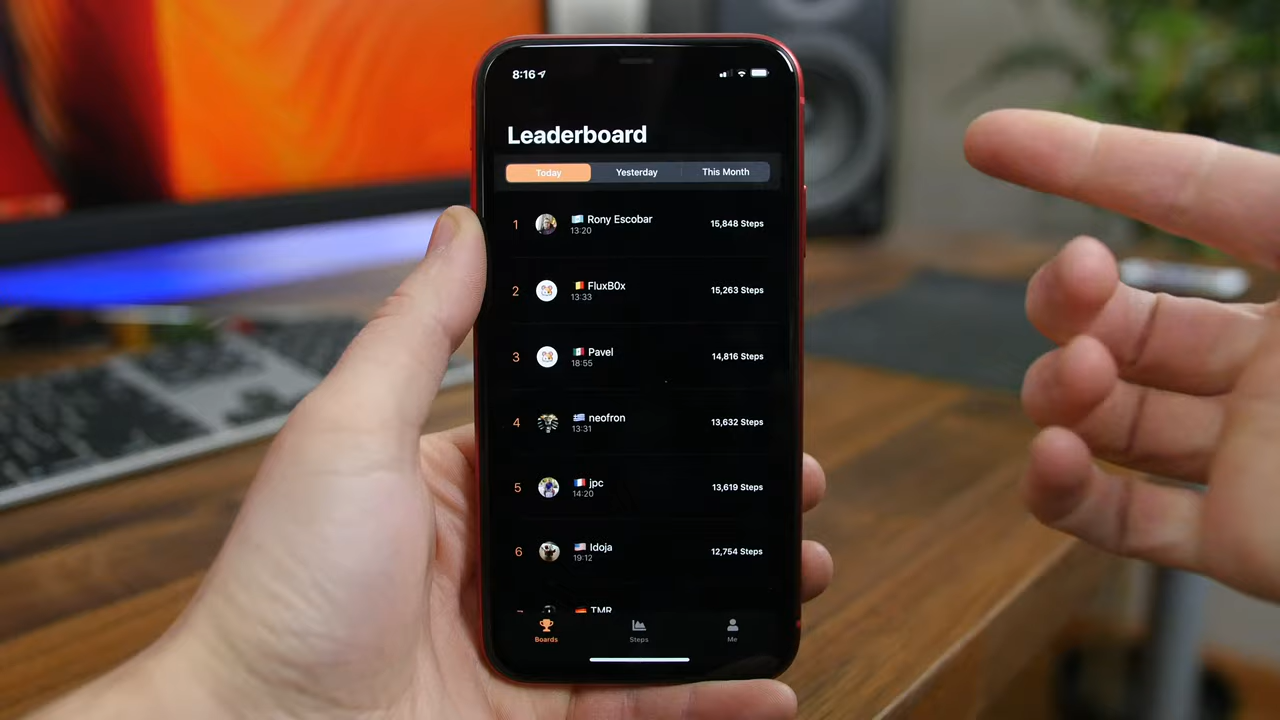 8:16
Leaderboard
Today Yesterday This Month
1 Rony Escobar 15,848 Steps
13:20
2 FluxB0x 15,263 Steps
13:33
3 Pavel 14,816 Steps
18:55
4 neofron 13,632 Steps
13:31
5 jpc 13,619 Steps
14:20
6 Idoja 12,754 Steps
19:12
TMR
Boards Steps Me